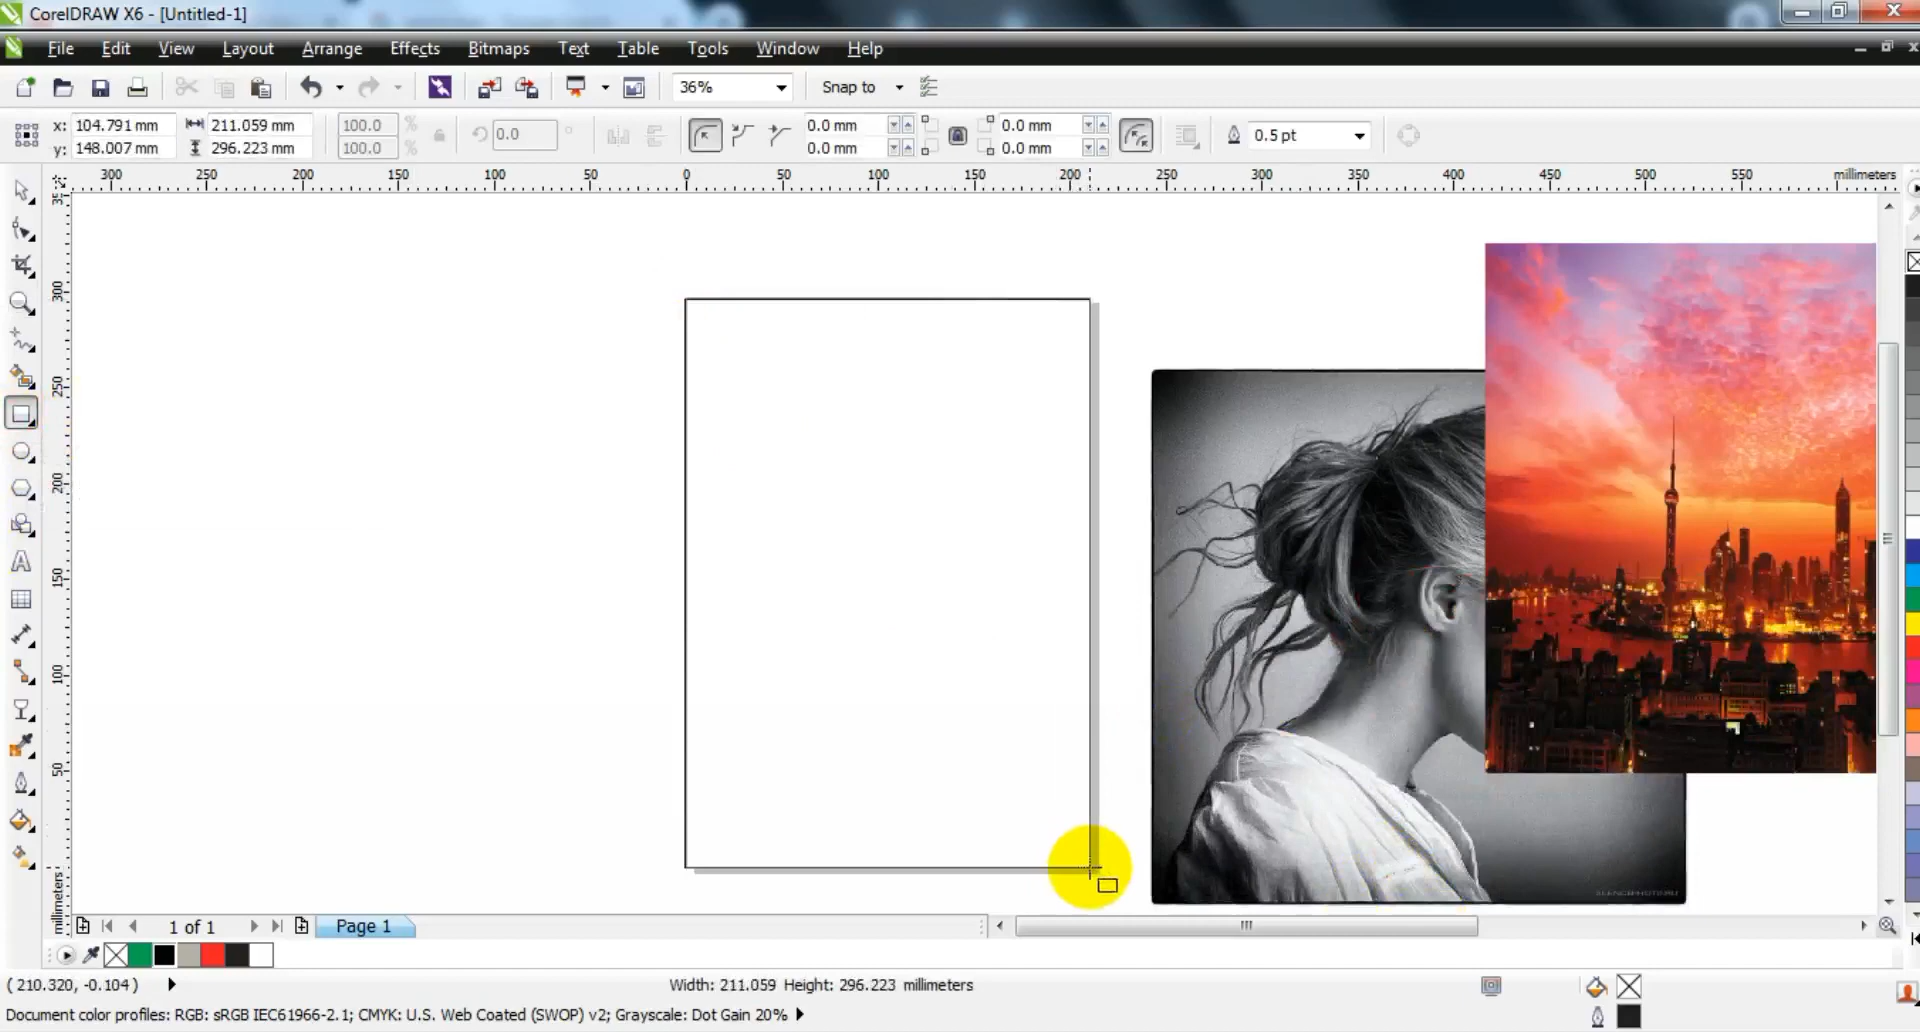 CorelDRAW X6 - [Untitled-1]
File Edit View Layout Arrange Effects Bitmaps Text Table Tools Window Help
36% Snap to
x: 104.791 mm 211.059 mm 100.0 % 0.0 ° 0.0 mm 0.0 mm 0.5 pt
y: 148.007 mm 296.223 mm 100.0 % 0.0 mm 0.0 mm
300 250 200 150 100 50 0 50 100 150 200 250 300 350 400 450 500 550 millimeters
300
250
200
150
100
50
millimeters
1 of 1 Page 1
(210.320, -0.104) Width: 211.059 Height: 296.223 millimeters
Document color profiles: RGB: sRGB IEC61966-2.1; CMYK: U.S. Web Coated (SWOP) v2; Grayscale: Dot Gain 20%